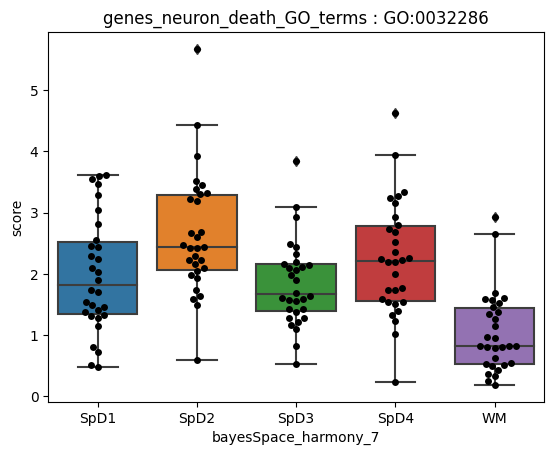 genes_neuron_death_GO_terms : GO:0032286
score
5
4
3
2
1
0
SpD1 SpD2 SpD3 SpD4 WM
bayesSpace_harmony_7